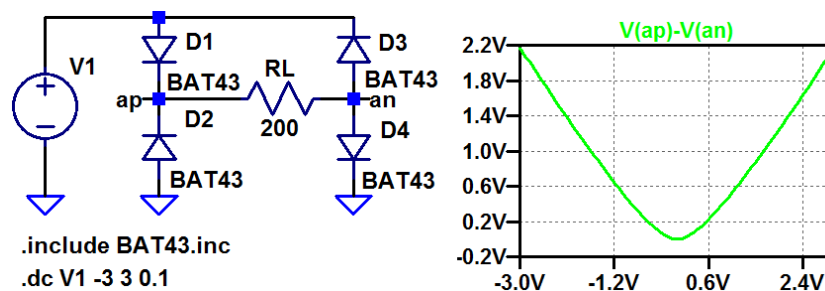 V1
D1
BAT43
ap
D2
BAT43
RL
200
D3
BAT43
an
D4
BAT43
.include BAT43.inc
.dc V1 -3 3 0.1
V(ap)-V(an)
2.2V
1.8V
1.4V
1.0V
0.6V
0.2V
-0.2V
-3.0V
-1.2V
0.6V
2.4V